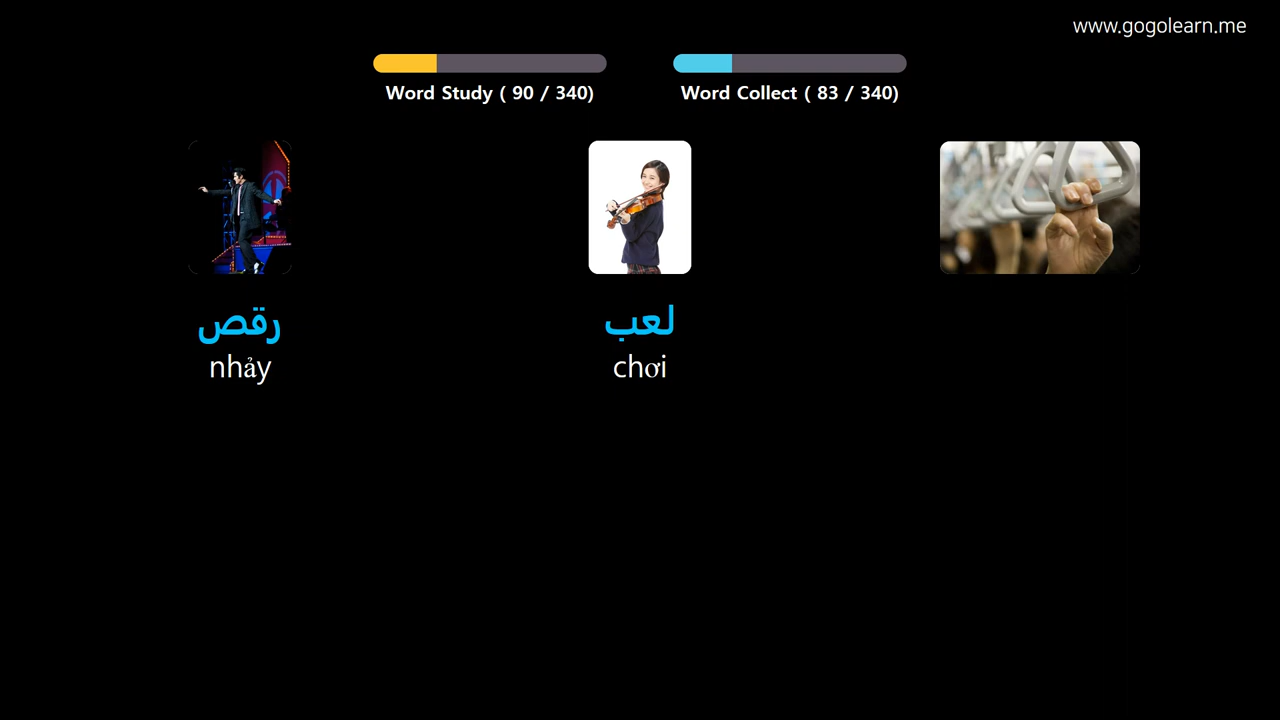 www.gogolearn.me
Word Study ( 90 / 340)
Word Collect ( 83 / 340)
رقص
nhảy
لعب
chơi